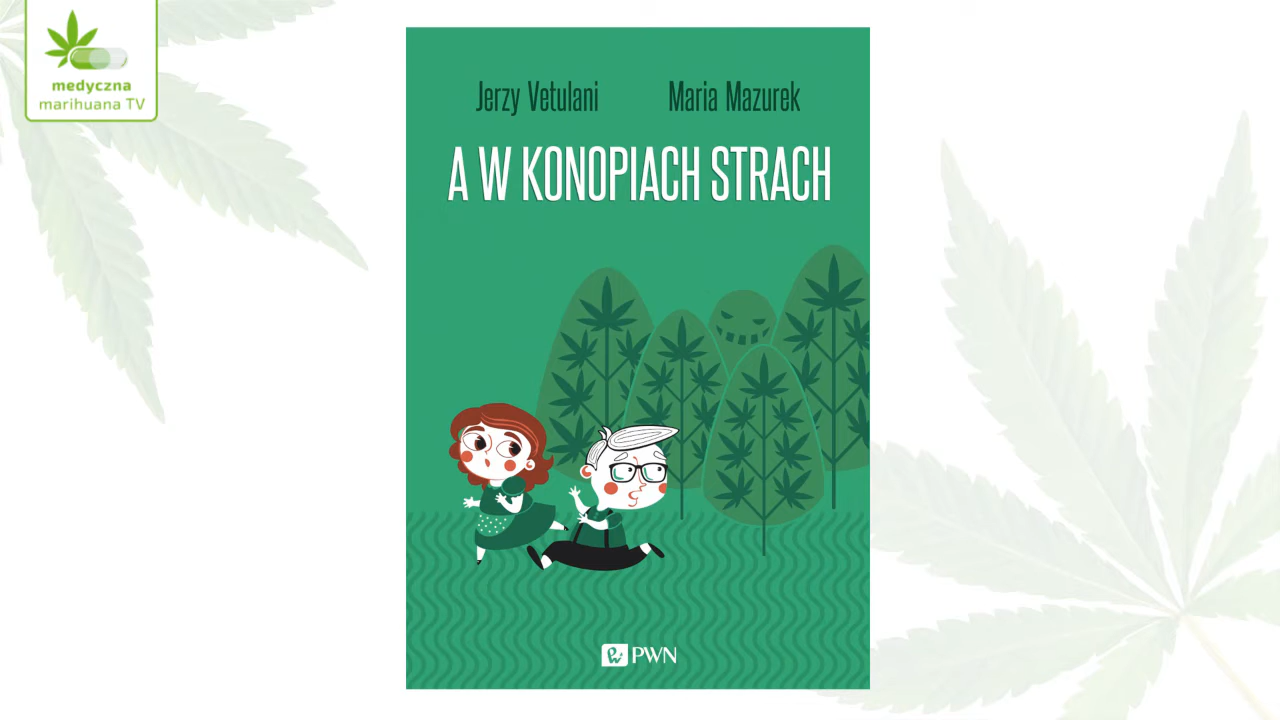 medyczna
marihuana TV
Jerzy Vetulani Maria Mazurek
A W KONOPIACH STRACH
PWN